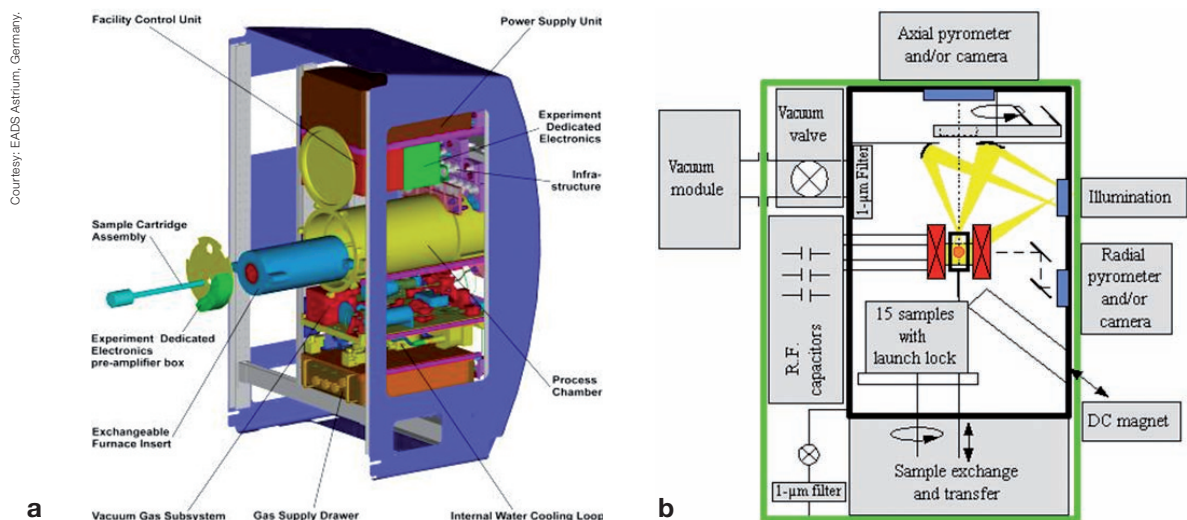 Courtesy: EADS Astrium, Germany.
Facility Control Unit
Power Supply Unit
Experiment
Dedicated
Electronics
Infra-
structure
Sample Cartridge
Assembly
Experiment Dedicated
Electronics
pre-amplifier box
Process
Chamber
Exchangeable
Furnace Insert
Vacuum Gas Subsystem
Gas Supply Drawer
Internal Water Cooling Loop
a
Axial pyrometer
and/or camera
Vacuum
valve
Vacuum
module
1-µm Filter
Illumination
Radial
pyrometer
and/or
camera
R.F.
capacitors
15 samples
with
launch lock
DC magnet
Sample exchange
and transfer
1-µm filter
b